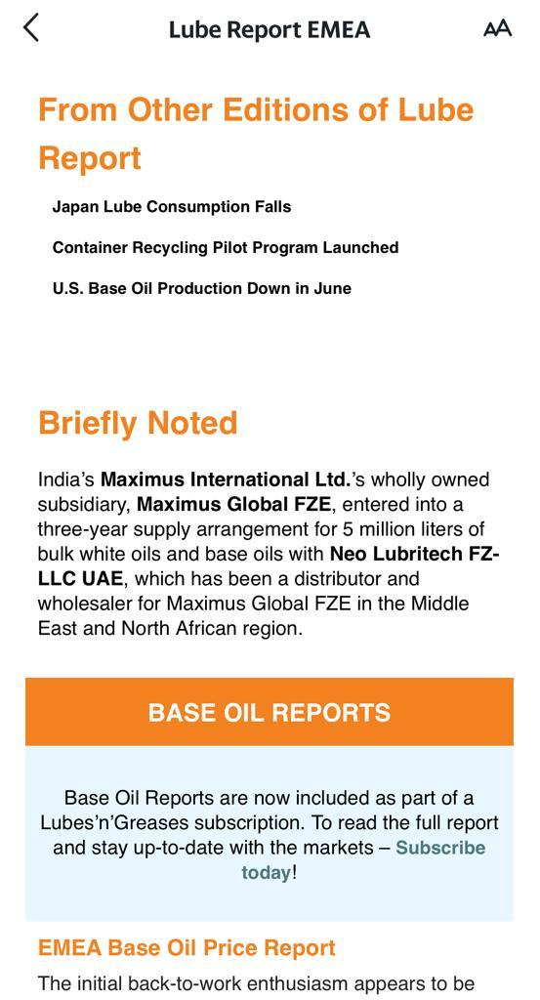 Lube Report EMEA
AA
From Other Editions of Lube
Report
Japan Lube Consumption Falls
Container Recycling Pilot Program Launched
U.S. Base Oil Production Down in June
Briefly Noted
India's Maximus International Ltd.'s wholly owned
subsidiary, Maximus Global FZE, entered into a
three-year supply arrangement for 5 million liters of
bulk white oils and base oils with Neo Lubritech FZ-
LLC UAE, which has been a distributor and
wholesaler for Maximus Global FZE in the Middle
East and North African region.
BASE OIL REPORTS
Base Oil Reports are now included as part of a
Lubes'n'Greases subscription. To read the full report
and stay up-to-date with the markets – Subscribe
today!
EMEA Base Oil Price Report
The initial back-to-work enthusiasm appears to be